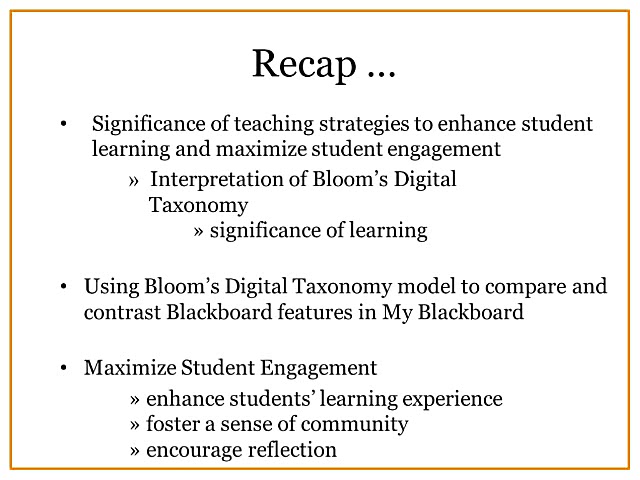 Recap ...
• Significance of teaching strategies to enhance student
learning and maximize student engagement
» Interpretation of Bloom's Digital
Taxonomy
» significance of learning
• Using Bloom's Digital Taxonomy model to compare and
contrast Blackboard features in My Blackboard
• Maximize Student Engagement
» enhance students' learning experience
» foster a sense of community
» encourage reflection